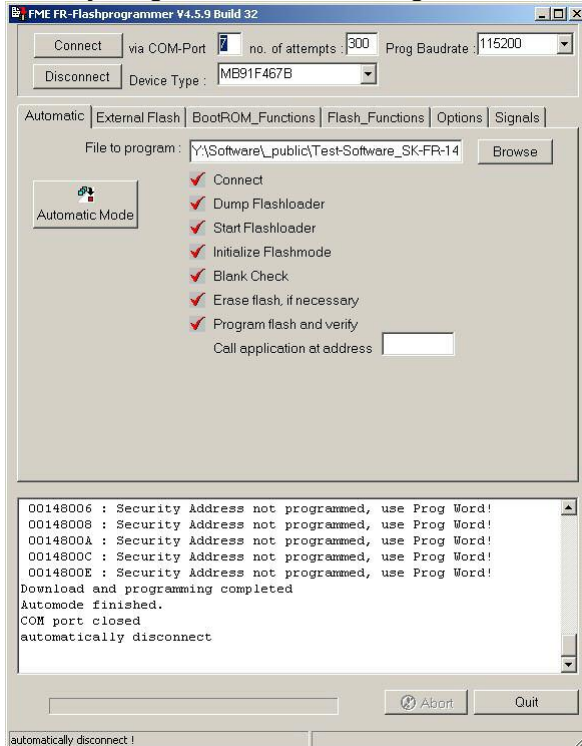 FME FR-Flashprogrammer V4.5.9 Build 32
Connect via COM-Port 7 no. of attempts : 300 Prog Baudrate : 115200
Disconnect Device Type : MB91F467B
Automatic External Flash BootROM_Functions Flash_Functions Options Signals
File to program : Y:\Software\_public\Test-Software_SK-FR-14 Browse
Connect
Automatic Mode
Dump Flashloader
Start Flashloader
Initialize Flashmode
Blank Check
Erase flash, if necessary
Program flash and verify
Call application at address
00148006 : Security Address not programmed, use Prog Word!
00148008 : Security Address not programmed, use Prog Word!
0014800A : Security Address not programmed, use Prog Word!
0014800C : Security Address not programmed, use Prog Word!
0014800E : Security Address not programmed, use Prog Word!
Download and programming completed
Automode finished.
COM port closed
automatically disconnect
Abort Quit
automatically disconnect !